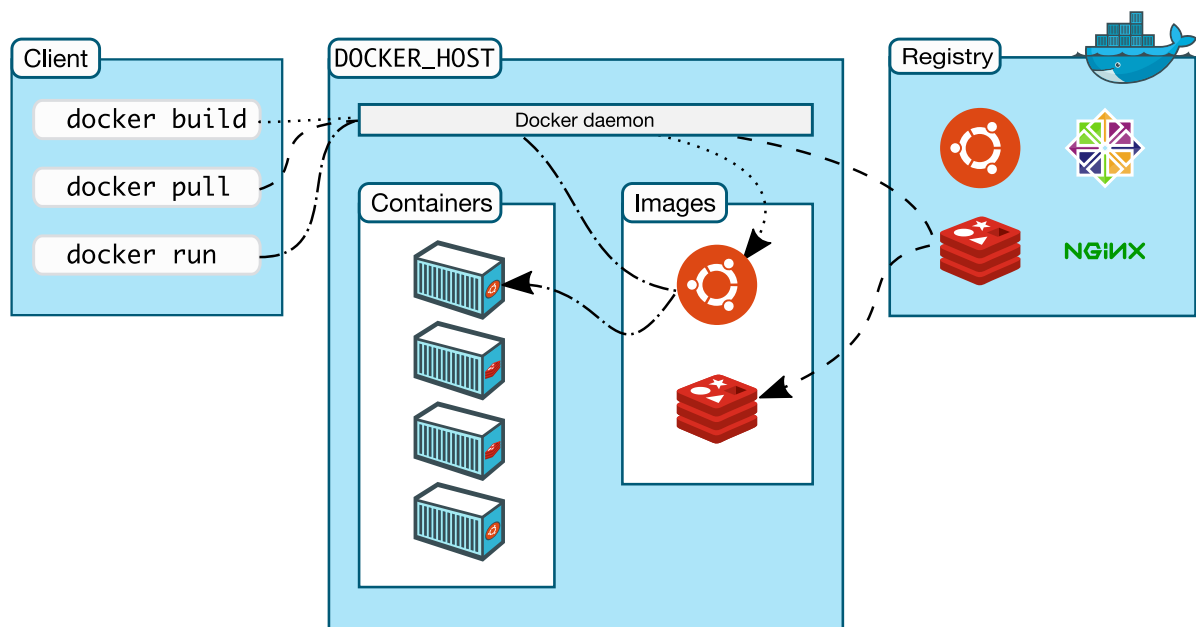 Client
docker build
docker pull
docker run
DOCKER_HOST
Docker daemon
Containers
Images
Registry
NGiNX